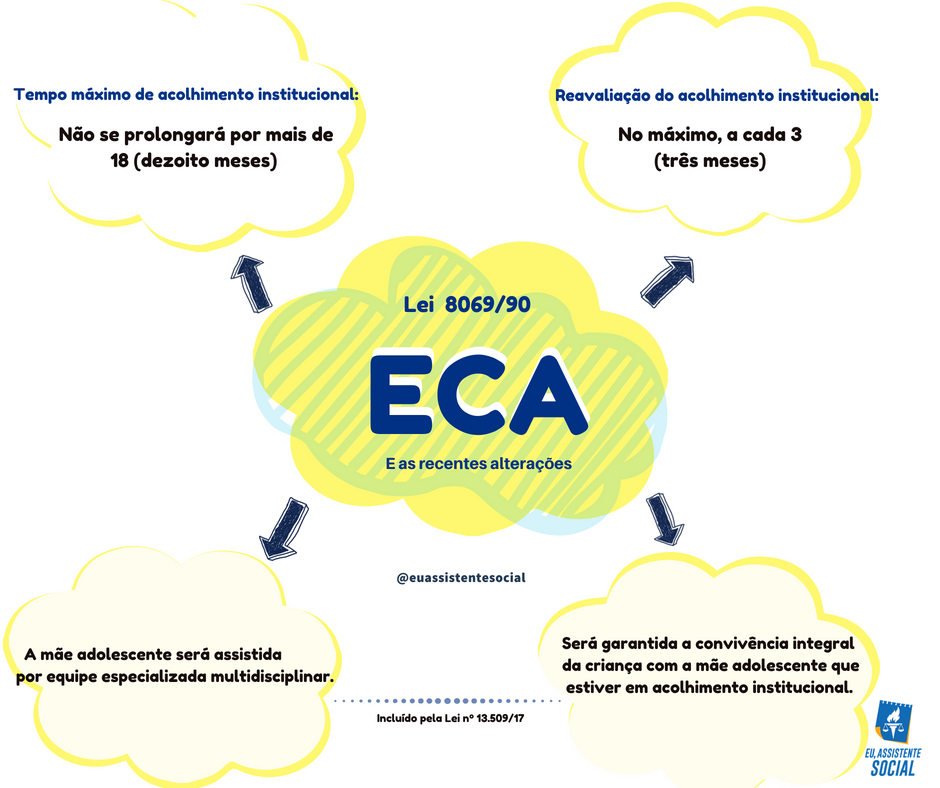 Tempo máximo de acolhimento institucional:
Não se prolongará por mais de
18 (dezoito meses)
Reavaliação do acolhimento institucional:
No máximo, a cada 3
(três meses)
Lei 8069/90
ECA
E as recentes alterações
@euassistentesocial
A mãe adolescente será assistida
por equipe especializada multidisciplinar.
Será garantida a convivência integral
da criança com a mãe adolescente que
estiver em acolhimento institucional.
Incluído pela Lei nº 13.509/17
EU, ASSISTENTE
SOCIAL